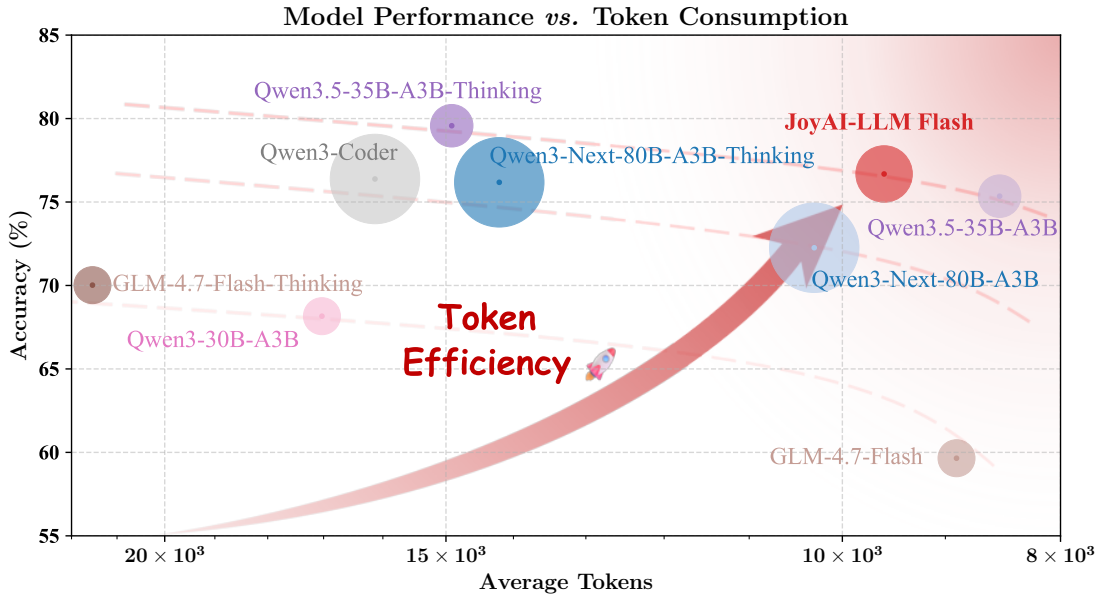 Model Performance vs. Token Consumption
85
80
75
70
65
60
55
Accuracy (%)
Qwen3.5-35B-A3B-Thinking
JoyAI-LLM Flash
Qwen3-Coder
Qwen3-Next-80B-A3B-Thinking
Qwen3.5-35B-A3B
GLM-4.7-Flash-Thinking
Qwen3-Next-80B-A3B
Qwen3-30B-A3B
Token
Efficiency
GLM-4.7-Flash
20 × 10³
15 × 10³
10 × 10³
8 × 10³
Average Tokens